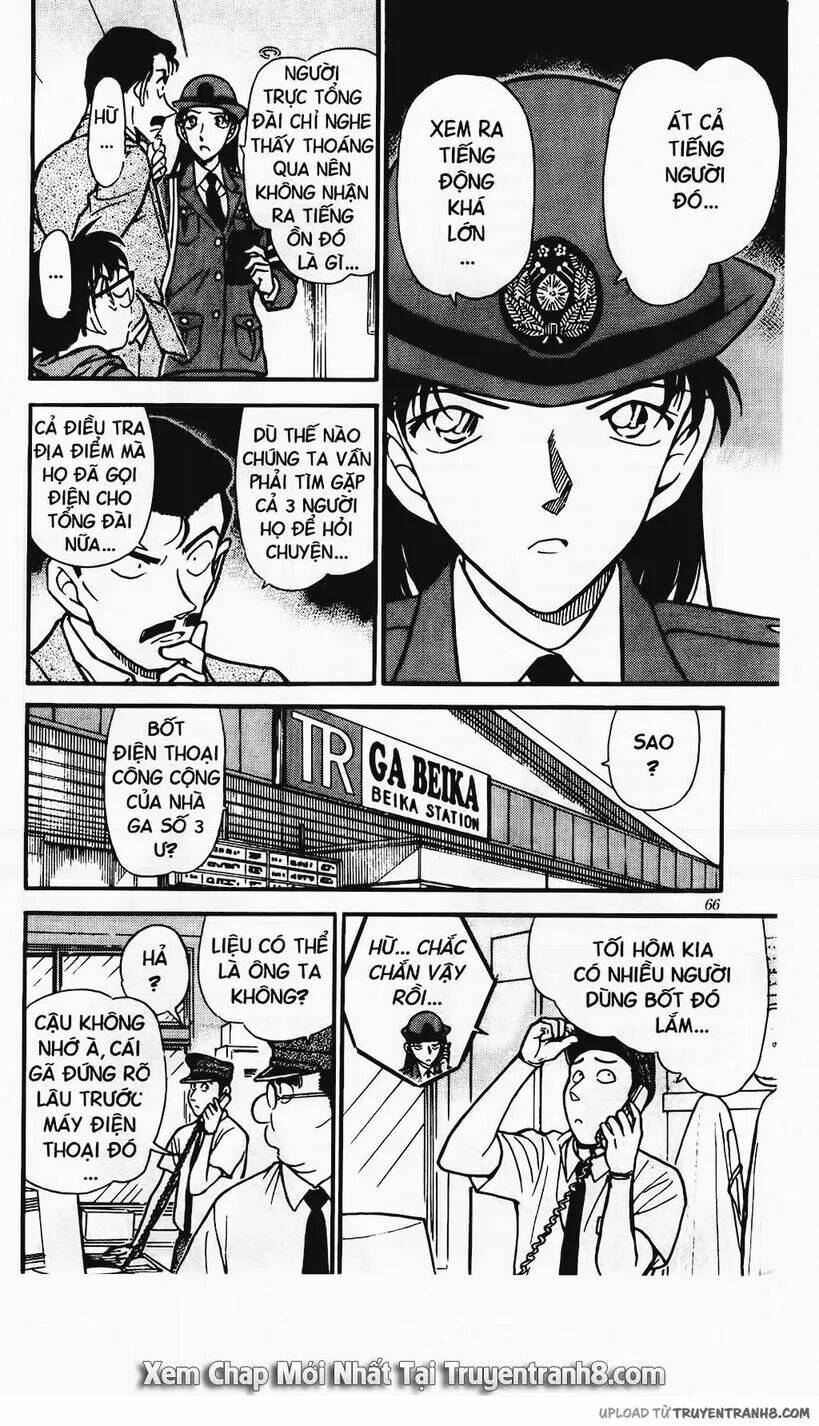 ÁT CẢ
TIẾNG
NGƯỜI
ĐÓ...
XEM RA
TIẾNG
ĐỘNG
KHÁ
LỚN
...
NGƯỜI
TRỰC TỔNG
ĐÀI CHỈ NGHE
THẤY THOÁNG
QUA NÊN
KHÔNG NHẬN
RA TIẾNG
ỒN ĐÓ
LÀ GÌ...
HỪ
...
...
DÙ THẾ NÀO
CHÚNG TA VẪN
PHẢI TÌM GẶP
CẢ 3 NGƯỜI
HỌ ĐỂ HỎI
CHUYỆN...
CẢ ĐIỀU TRA
ĐỊA ĐIỂM MÀ
HỌ ĐÃ GỌI
ĐIỆN CHO
TỔNG ĐÀI
NỮA...
SAO
?
TR
GA BEIKA
BEIKA STATION
BỐT
ĐIỆN THOẠI
CÔNG CỘNG
CỦA NHÀ
GA SỐ 3
Ư?
66
TỐI HÔM KIA
CÓ NHIỀU NGƯỜI
DÙNG BỐT ĐÓ
LẮM...
HỪ... CHẮC
CHẮN VẬY
RỒI...
LIỆU CÓ THỂ
LÀ ÔNG TA
KHÔNG?
HẢ
?
CẬU KHÔNG
NHỚ À, CÁI
GÃ ĐỨNG RÕ
LÂU TRƯỚC
MÁY ĐIỆN
THOẠI ĐÓ
...
Xem Chap Mới Nhất Tại Truyentranh8.com
UPLOAD TỪ TRUYENTRANH8.COM